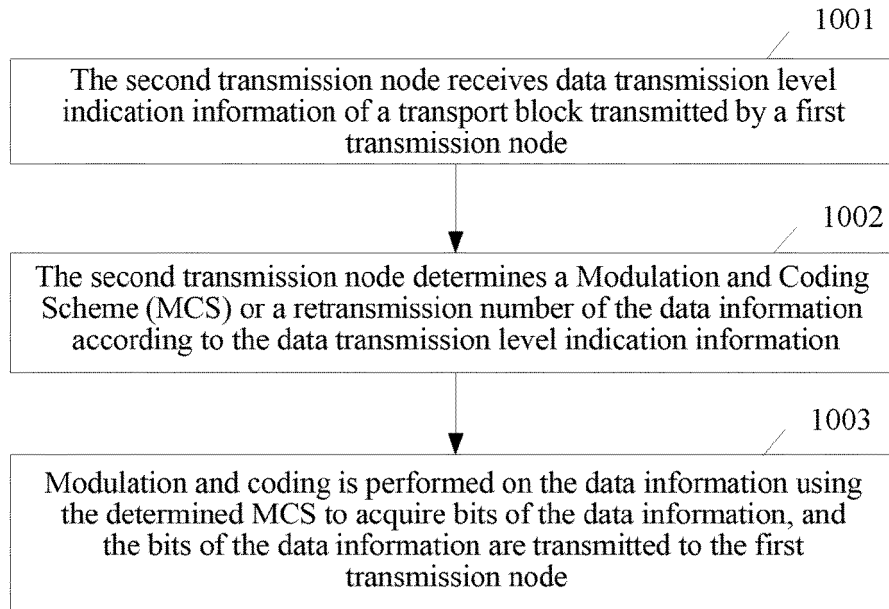 1001
The second transmission node receives data transmission level
indication information of a transport block transmitted by a first
transmission node
1002
The second transmission node determines a Modulation and Coding
Scheme (MCS) or a retransmission number of the data information
according to the data transmission level indication information
1003
Modulation and coding is performed on the data information using
the determined MCS to acquire bits of the data information, and
the bits of the data information are transmitted to the first
transmission node